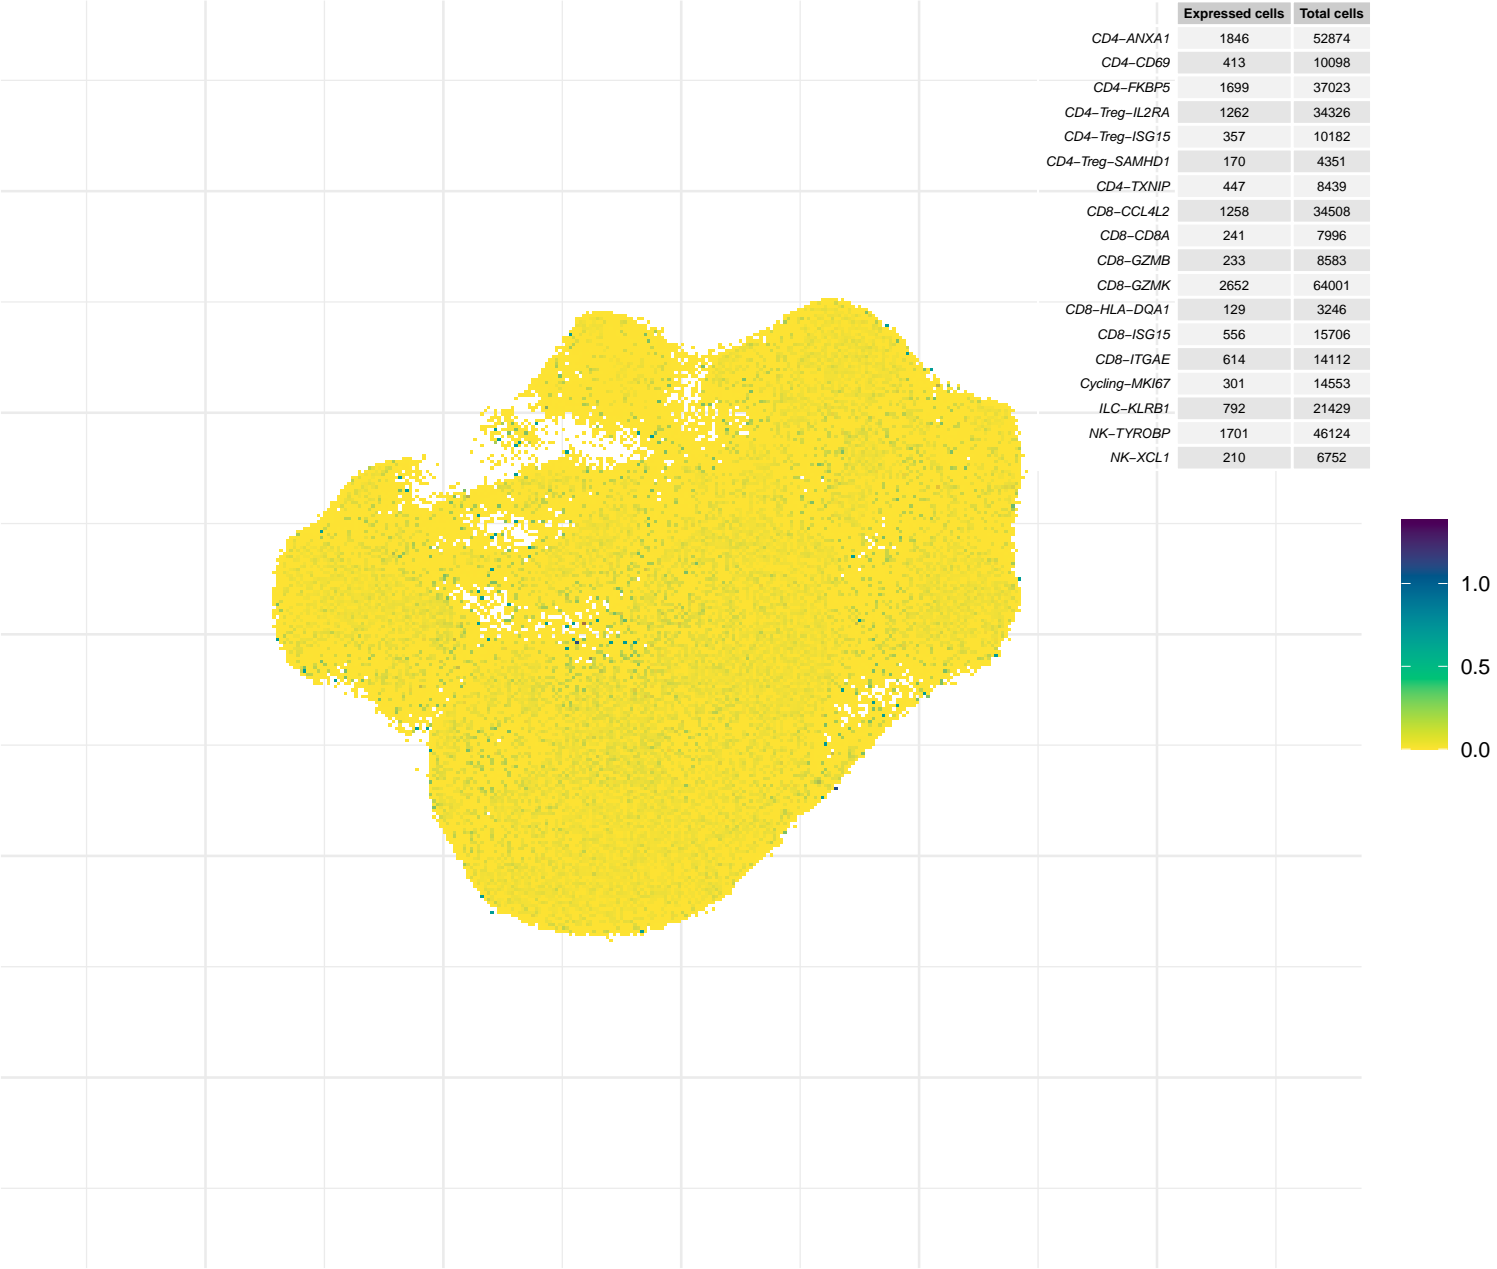 Expressed cells Total cells
CD4−ANXA1 1846 52874
CD4−CD69 413 10098
CD4−FKBP5 1699 37023
CD4−Treg−IL2RA 1262 34326
CD4−Treg−ISG15 357 10182
CD4−Treg−SAMHD1 170 4351
CD4−TXNIP 447 8439
CD8−CCL4L2 1258 34508
CD8−CD8A 241 7996
CD8−GZMB 233 8583
CD8−GZMK 2652 64001
CD8−HLA−DQA1 129 3246
CD8−ISG15 556 15706
CD8−ITGAE 614 14112
Cycling−MKI67 301 14553
ILC−KLRB1 792 21429
NK−TYROBP 1701 46124
NK−XCL1 210 6752
1.0
0.5
0.0